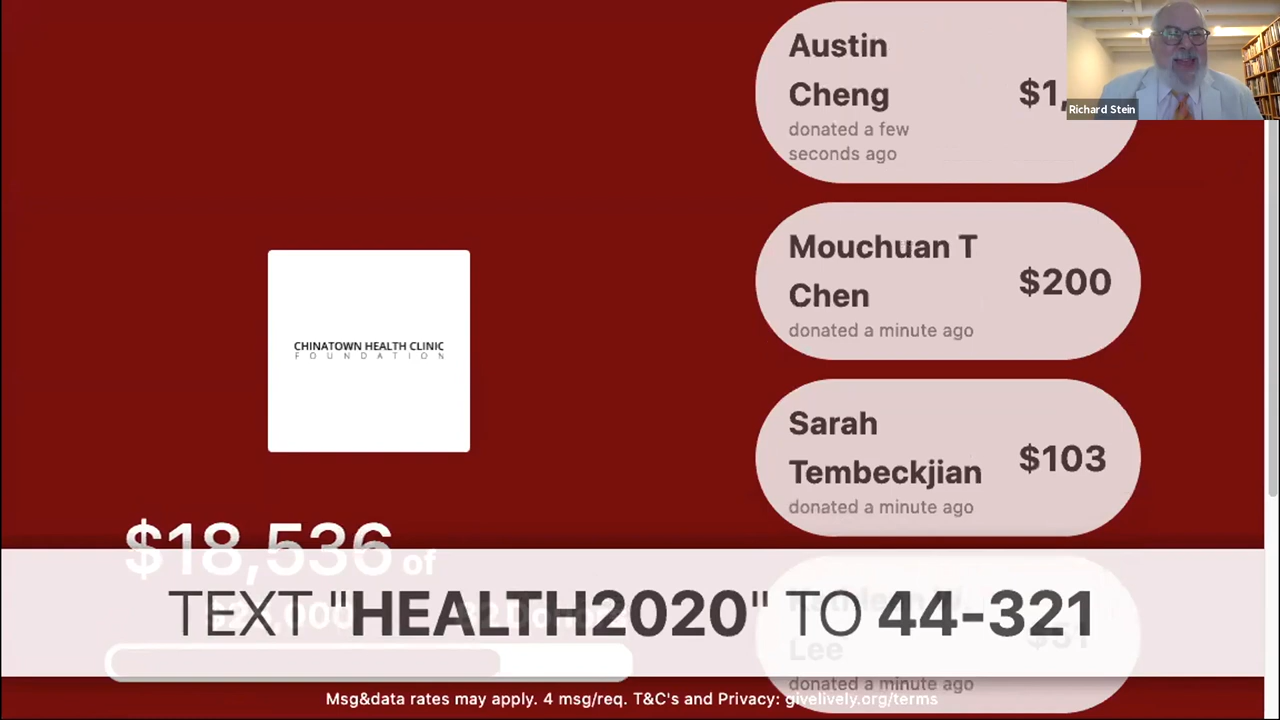 Austin
Cheng
$1,
donated a few
seconds ago
Richard Stein
Mouchuan T
Chen
$200
donated a minute ago
CHINATOWN HEALTH CLINIC
FOUNDATION
Sarah
Tembeckjian
$103
donated a minute ago
$18,536 of
TEXT "HEALTH2020" TO 44-321
Lee
$51
donated a minute ago
Msg&data rates may apply. 4 msg/req. T&C's and Privacy: givelively.org/terms